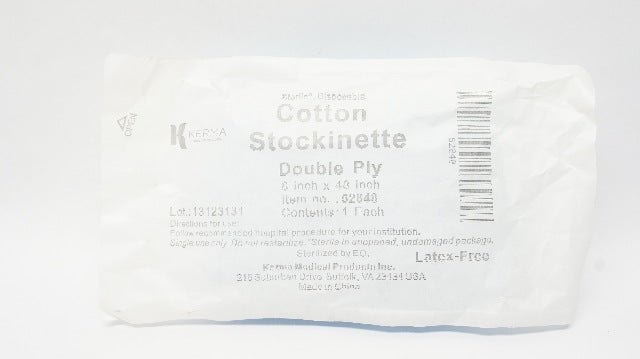 Sterile*, Disposable
Cotton
Stockinette
Double Ply
6 inch x 48 inch
Item no.: 52648
Contents: 1 Each
OPEN
KERMA
Lot.: 13123131
Directions for use:
Follow recommended hospital procedure for your institution.
Single use only. Do not resterilize. *Sterile in unopened, undamaged package.
Sterilized by EO.
Latex-Free
Kerma Medical Products Inc.
215 Suburban Drive, Suffolk, VA 23434 USA
Made in China